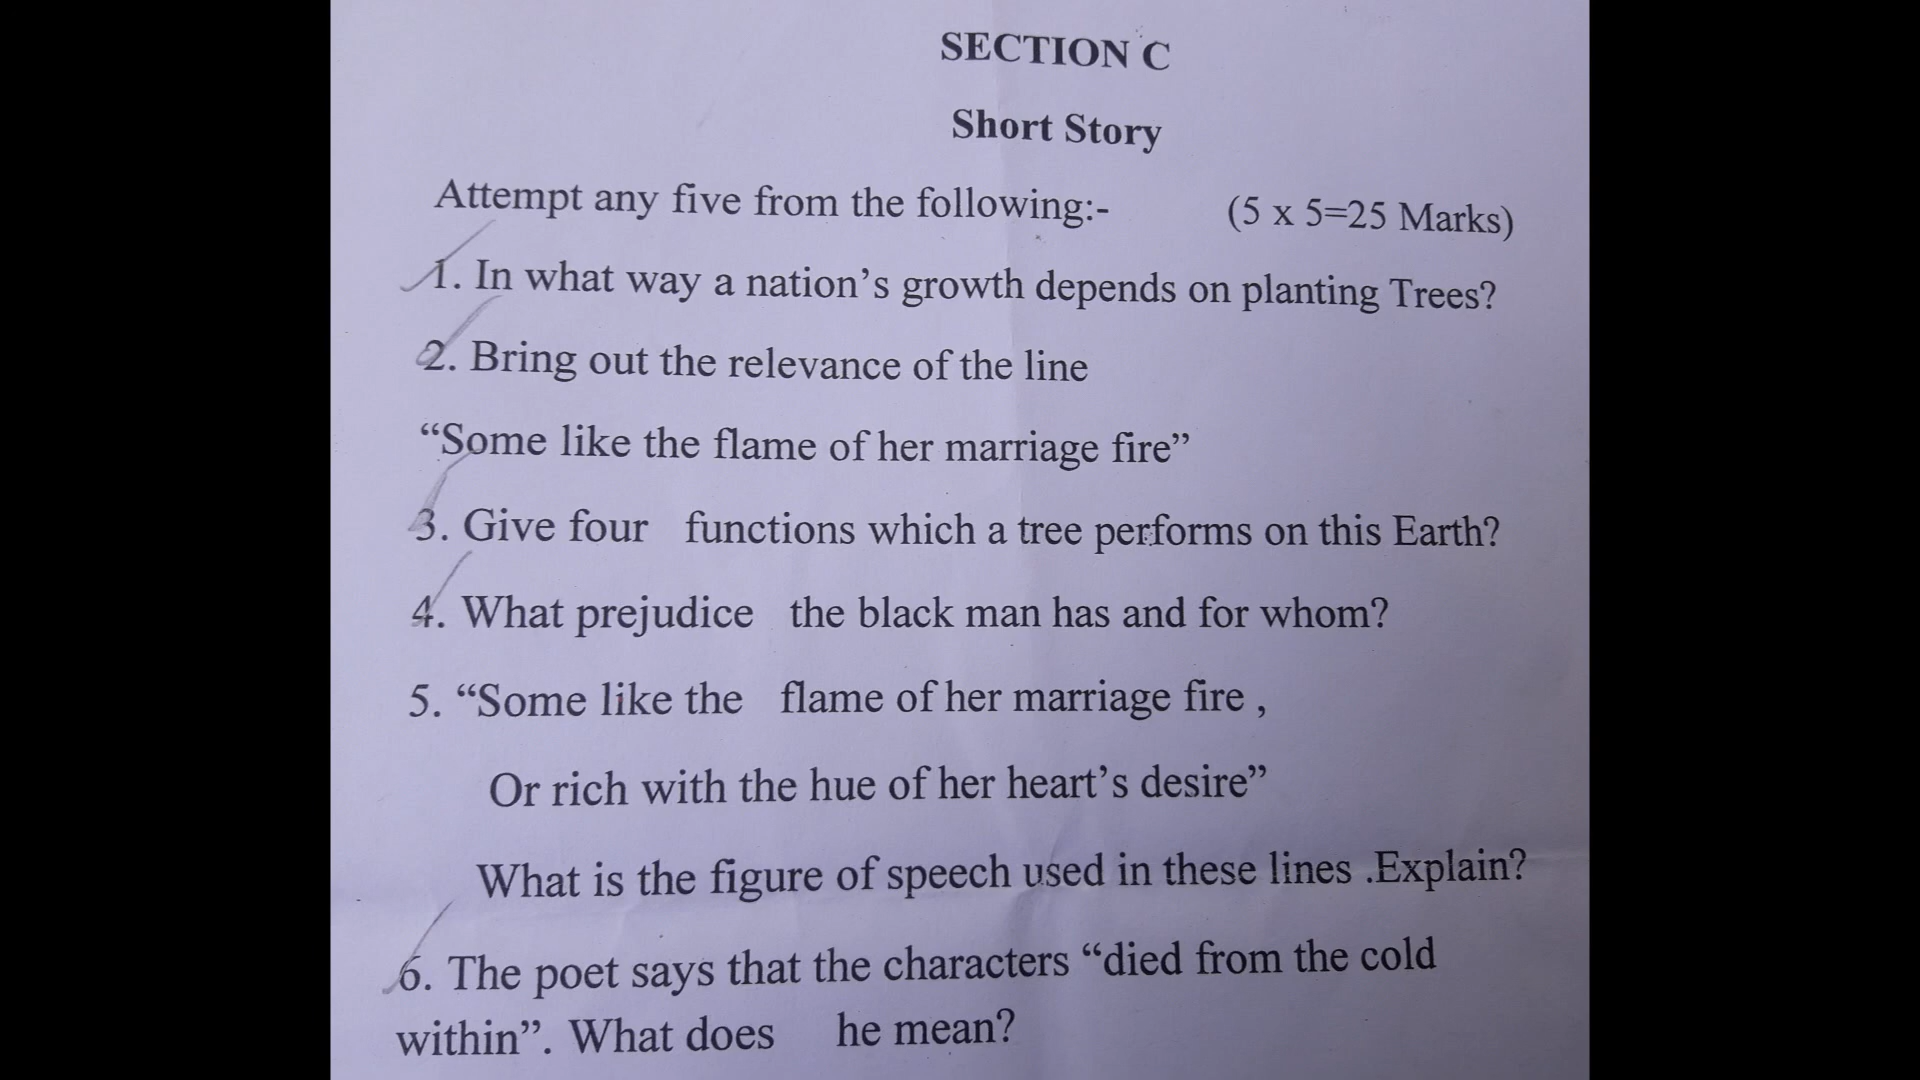 SECTION C
Short Story
Attempt any five from the following:- (5 x 5=25 Marks)
1. In what way a nation's growth depends on planting Trees?
2. Bring out the relevance of the line
“Some like the flame of her marriage fire”
3. Give four functions which a tree performs on this Earth?
4. What prejudice the black man has and for whom?
5. “Some like the flame of her marriage fire ,
Or rich with the hue of her heart’s desire”
What is the figure of speech used in these lines .Explain?
6. The poet says that the characters “died from the cold
within”. What does he mean?